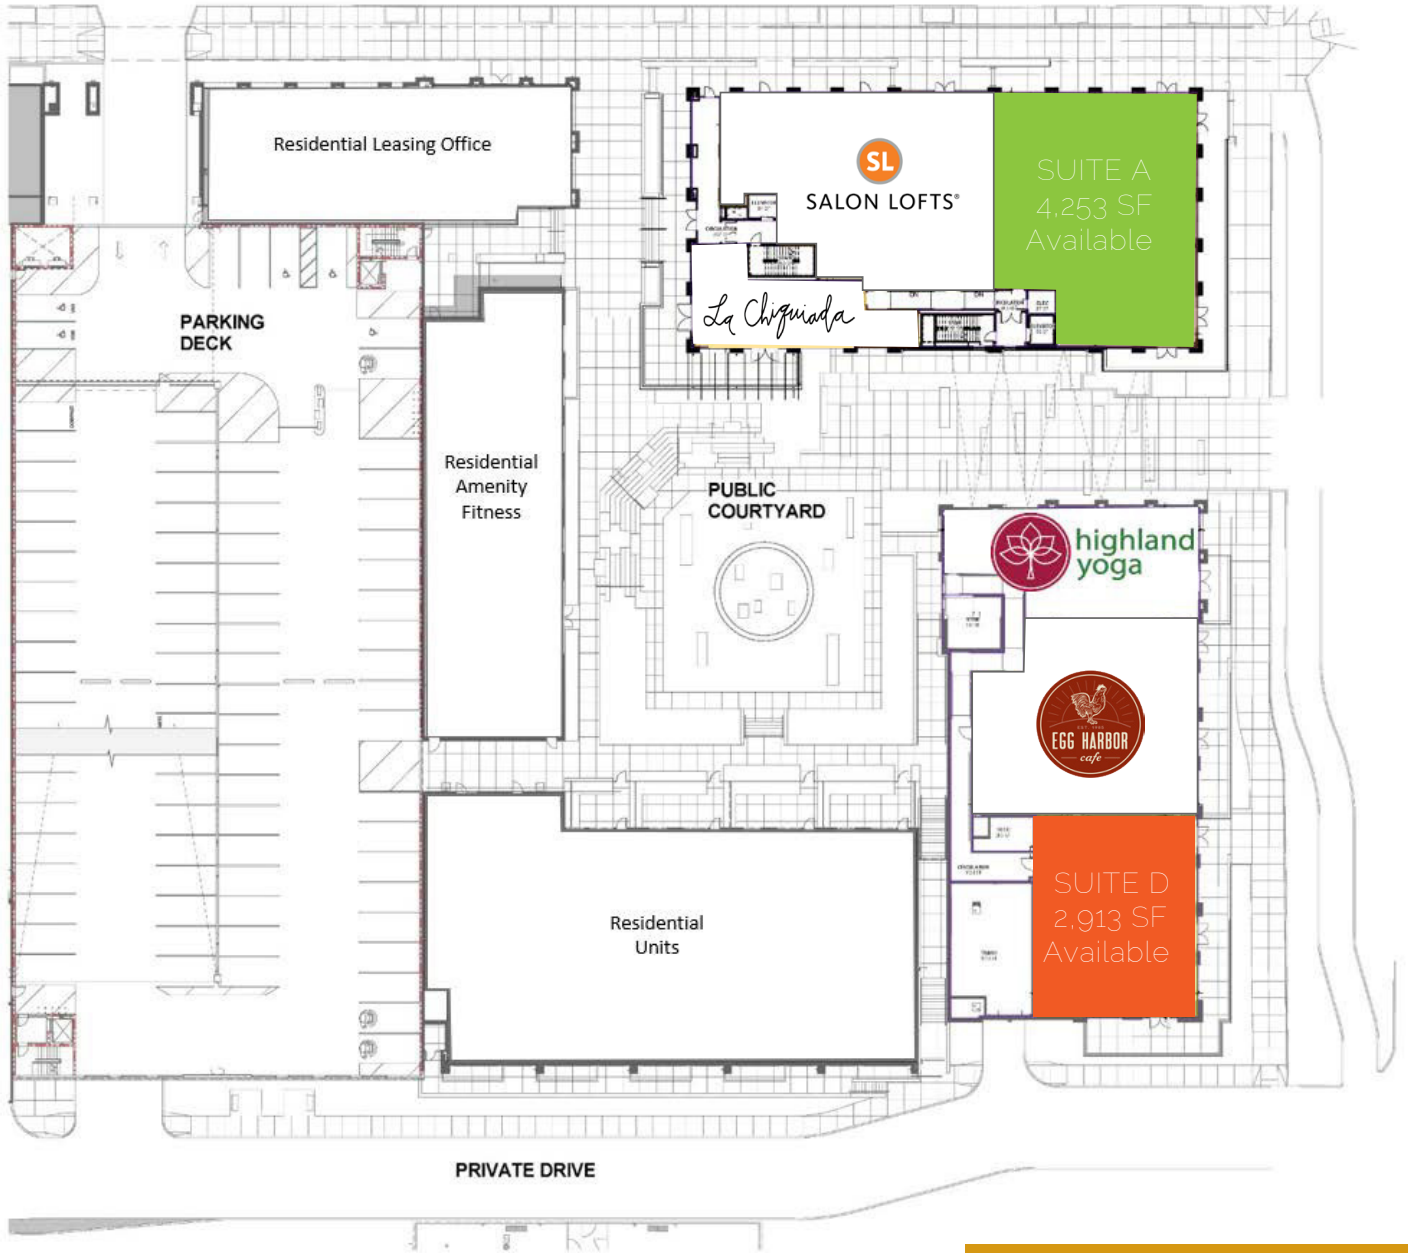 Residential Leasing Office
SL
SALON LOFTS®
SUITE A
4,253 SF
Available
La Chiquiada
PARKING
DECK
Residential
Amenity
Fitness
PUBLIC
COURTYARD
highland
yoga
EGG HARBOR
cafe
SUITE D
2,913 SF
Available
Residential
Units
PRIVATE DRIVE